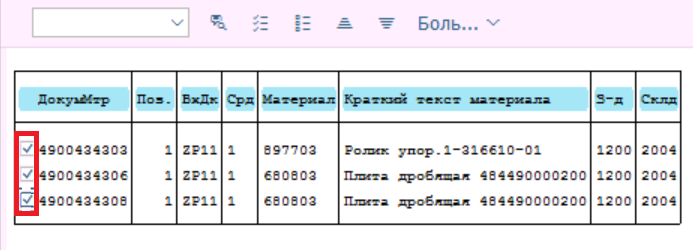 Боль...
ДокумМтр Поз. ВхДк Срд Материал Краткий текст материала З-д Склд
4900434303 1 ZP11 1 897703 Ролик упор.1-316610-01 1200 2004
4900434306 1 ZP11 1 680803 Плита дробящая 484490000200 1200 2004
4900434308 1 ZP11 1 680803 Плита дробящая 484490000200 1200 2004